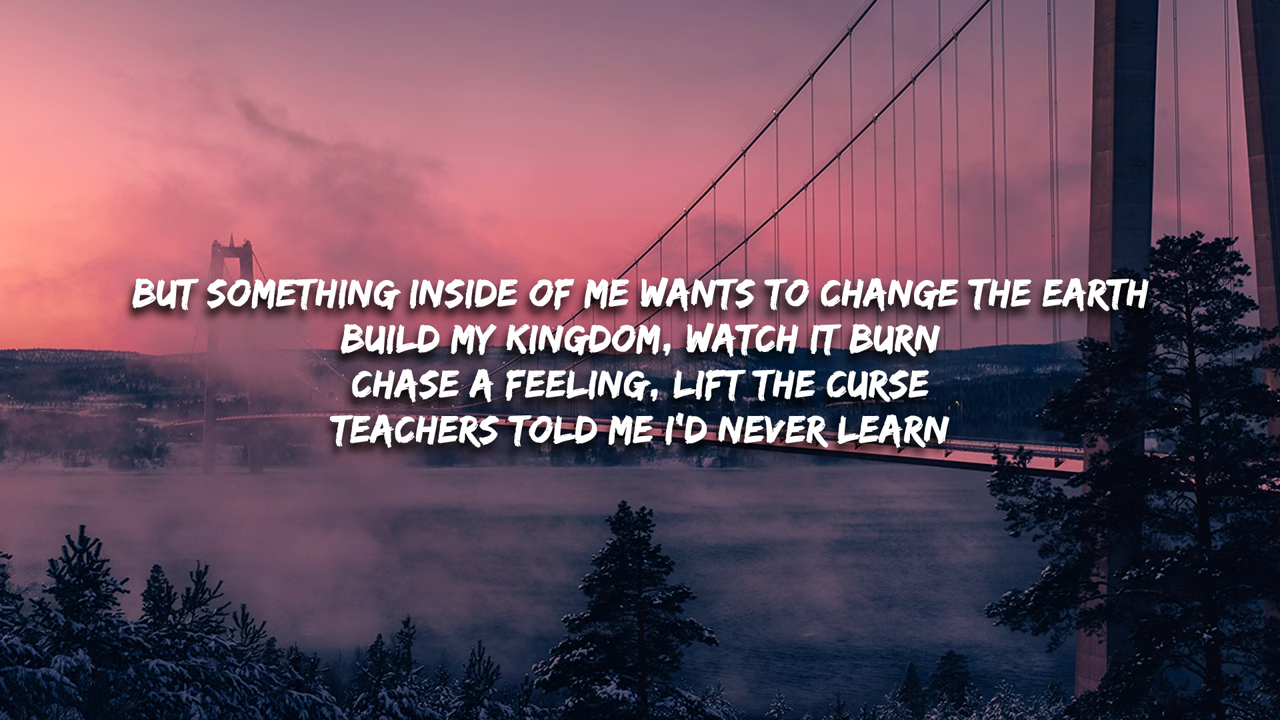 BUT SOMETHING INSIDE OF ME WANTS TO CHANGE THE EARTH
BUILD MY KINGDOM, WATCH IT BURN
CHASE A FEELING, LIFT THE CURSE
TEACHERS TOLD ME I'D NEVER LEARN